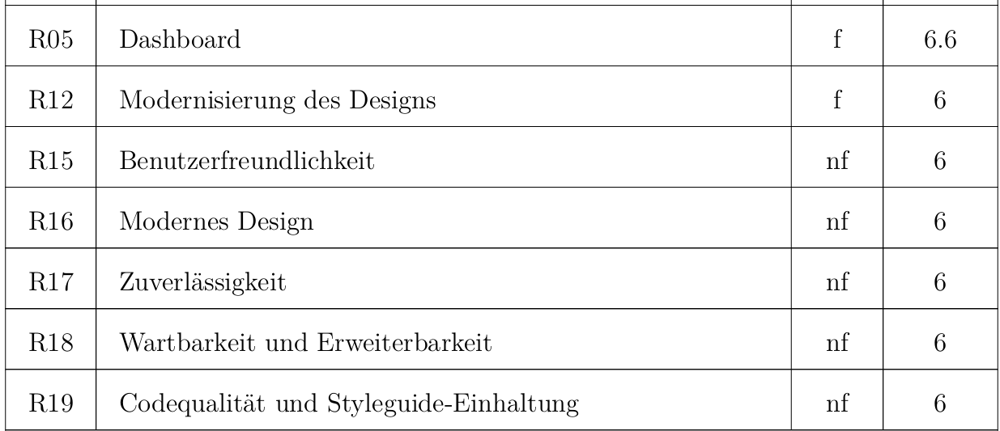 R05 Dashboard f 6.6
R12 Modernisierung des Designs f 6
R15 Benutzerfreundlichkeit nf 6
R16 Modernes Design nf 6
R17 Zuverlässigkeit nf 6
R18 Wartbarkeit und Erweiterbarkeit nf 6
R19 Codequalität und Styleguide-Einhaltung nf 6